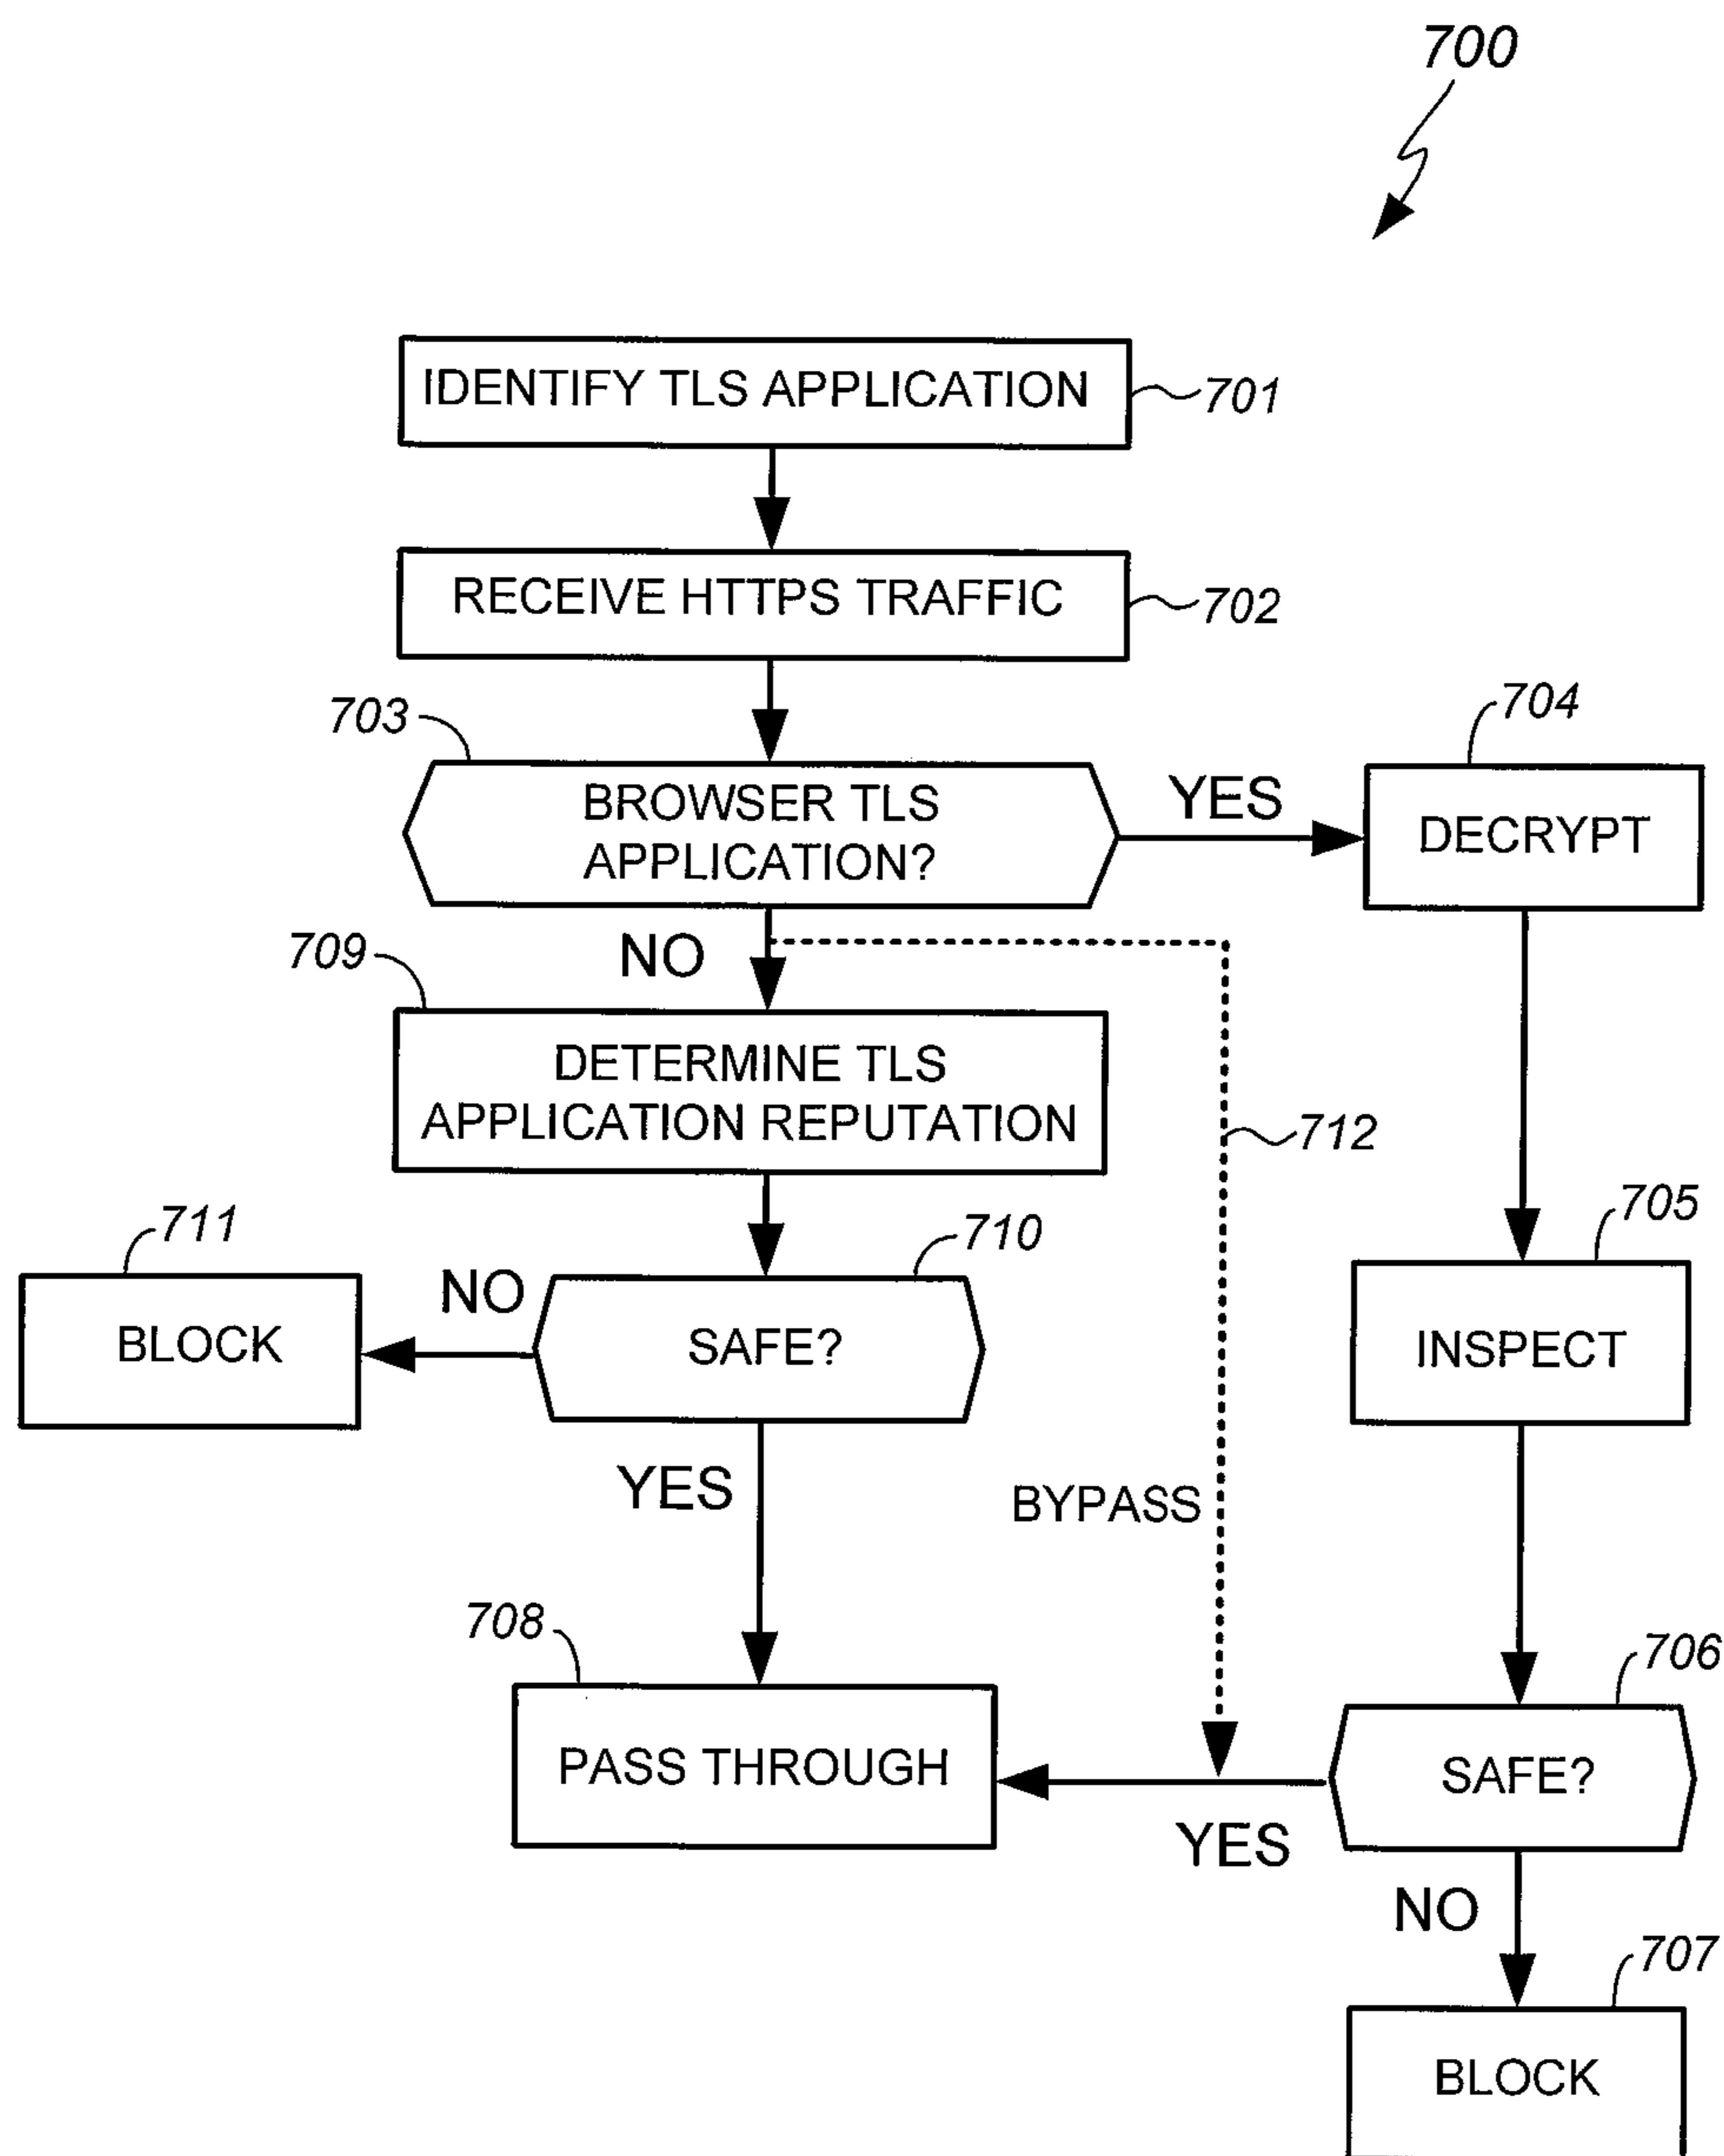 700
IDENTIFY TLS APPLICATION
701
RECEIVE HTTPS TRAFFIC
702
703
BROWSER TLS
APPLICATION?
YES
704
DECRYPT
NO
709
DETERMINE TLS
APPLICATION REPUTATION
712
711
BLOCK
NO
710
SAFE?
705
INSPECT
YES
BYPASS
708
PASS THROUGH
706
SAFE?
YES
NO
707
BLOCK